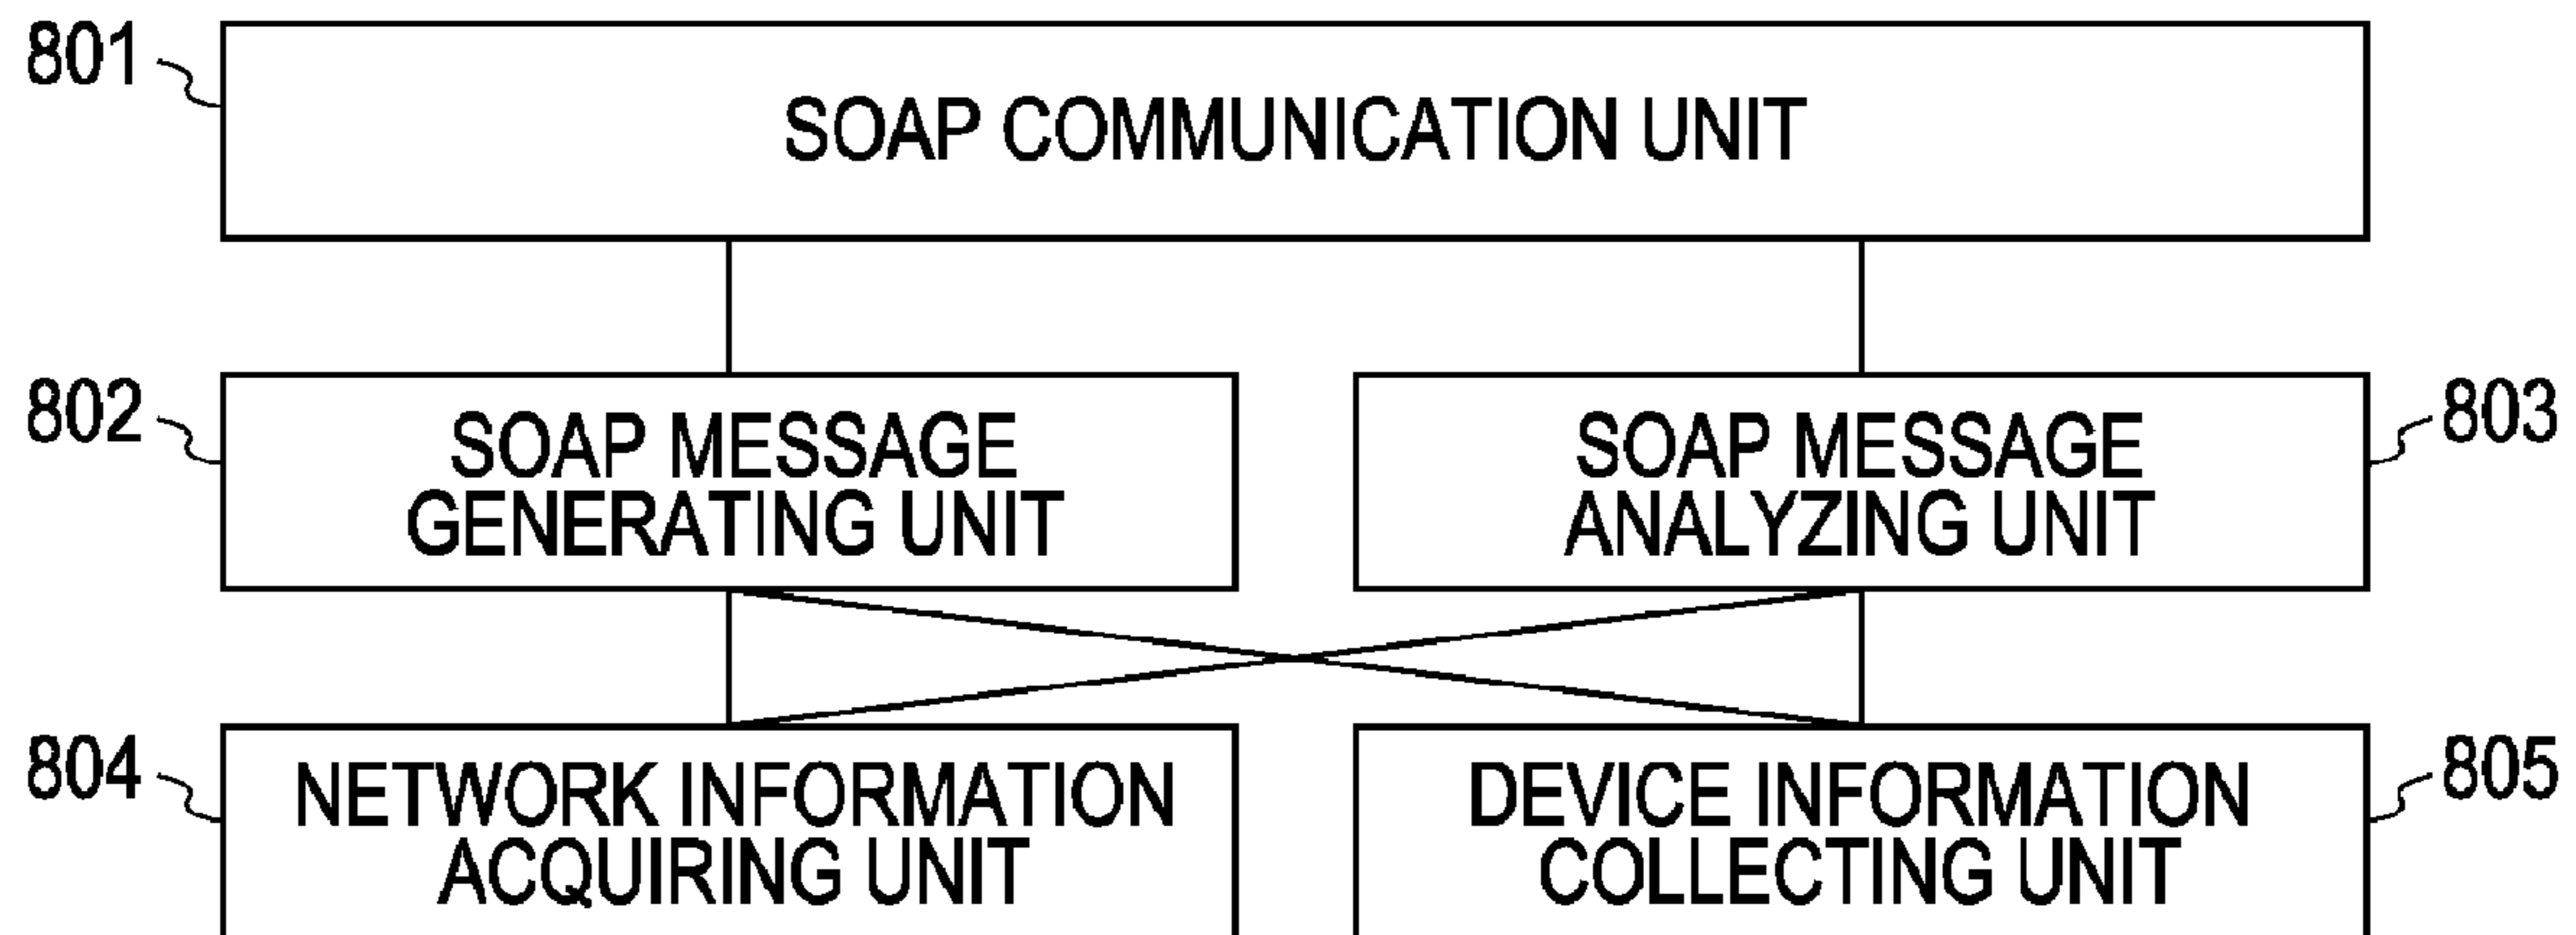 801
SOAP COMMUNICATION UNIT
802
SOAP MESSAGE
GENERATING UNIT
SOAP MESSAGE
ANALYZING UNIT
803
804
NETWORK INFORMATION
ACQUIRING UNIT
DEVICE INFORMATION
COLLECTING UNIT
805